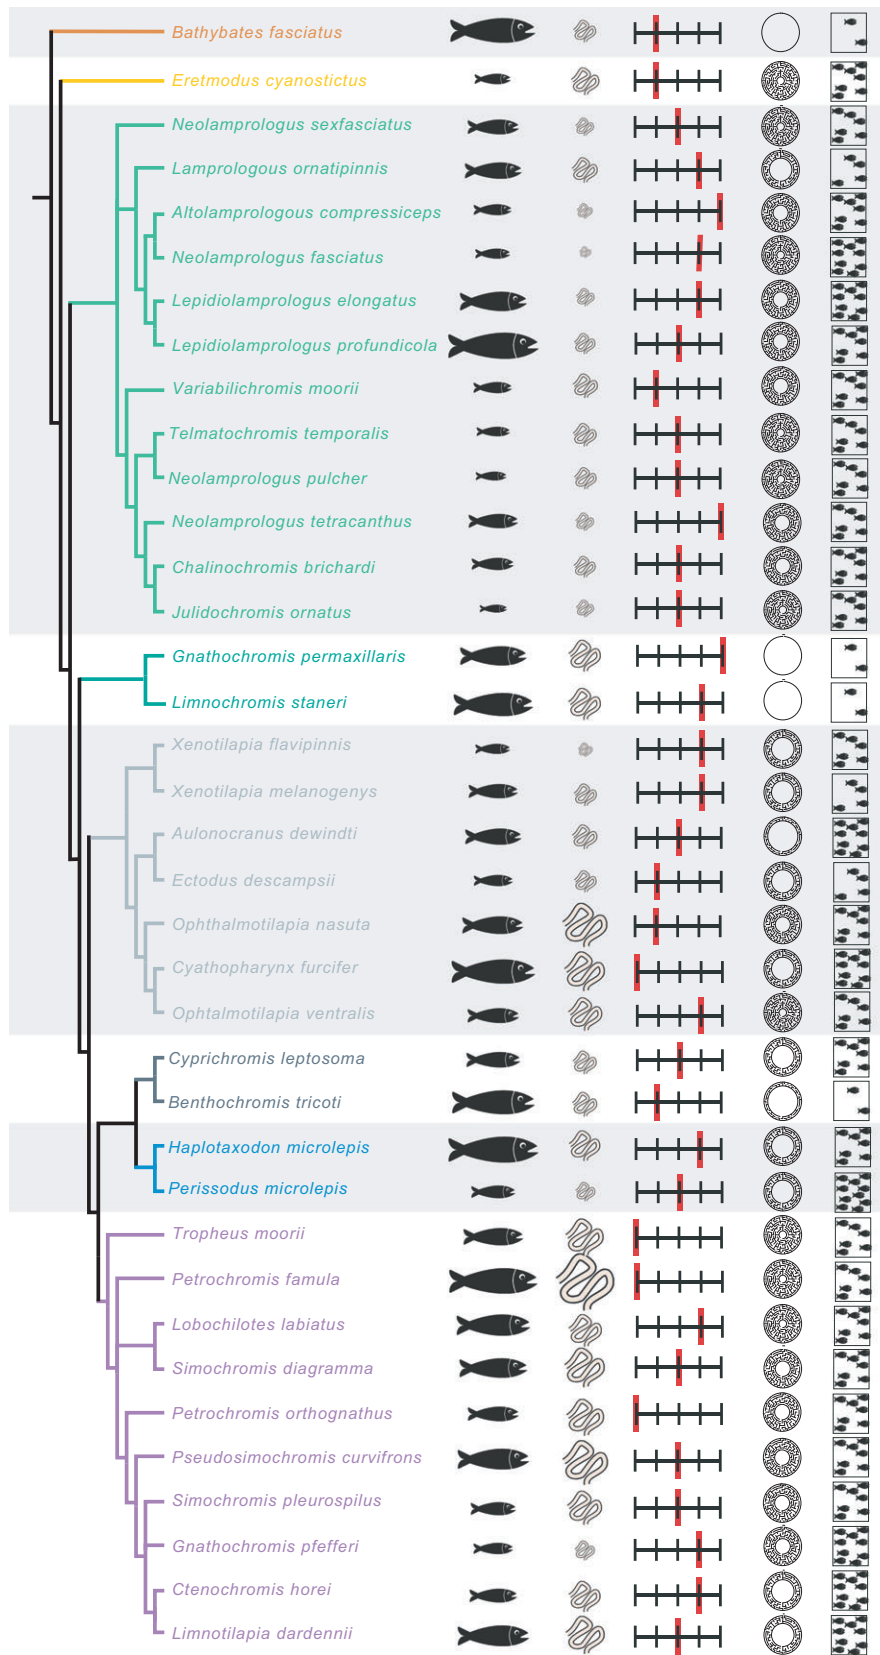 Bathybates fasciatus
Eretmodus cyanostictus
Neolamprologus sexfasciatus
Lamprologous ornatipinnis
Altolamprologous compressiceps
Neolamprologus fasciatus
Lepidiolamprologus elongatus
Lepidiolamprologus profundicola
Variabilichromis moorii
Telmatochromis temporalis
Neolamprologus pulcher
Neolamprologus tetracanthus
Chalinochromis brichardi
Julidochromis ornatus
Gnathochromis permaxillaris
Limnochromis staneri
Xenotilapia flavipinnis
Xenotilapia melanogenys
Aulonocranus dewindti
Ectodus descampsii
Ophthalmotilapia nasuta
Cyathopharynx furcifer
Ophtalmotilapia ventralis
Cyprichromis leptosoma
Benthochromis tricoti
Haplotaxodon microlepis
Perissodus microlepis
Tropheus moorii
Petrochromis famula
Lobochilotes labiatus
Simochromis diagramma
Petrochromis orthognathus
Pseudosimochromis curvifrons
Simochromis pleurospilus
Gnathochromis pfefferi
Ctenochromis horei
Limnotilapia dardennii